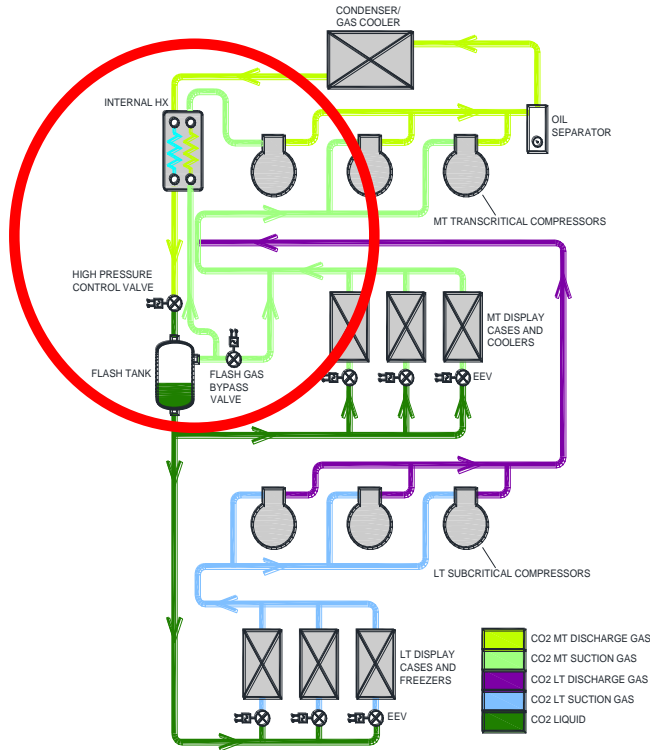 CONDENSER/
GAS COOLER
INTERNAL HX
OIL
SEPARATOR
MT TRANSCRITICAL COMPRESSORS
HIGH PRESSURE
CONTROL VALVE
MT DISPLAY
CASES AND
COOLERS
FLASH TANK
FLASH GAS
BYPASS
VALVE
EEV
LT SUBCRITICAL COMPRESSORS
LT DISPLAY
CASES AND
FREEZERS
EEV
CO2 MT DISCHARGE GAS
CO2 MT SUCTION GAS
CO2 LT DISCHARGE GAS
CO2 LT SUCTION GAS
CO2 LIQUID